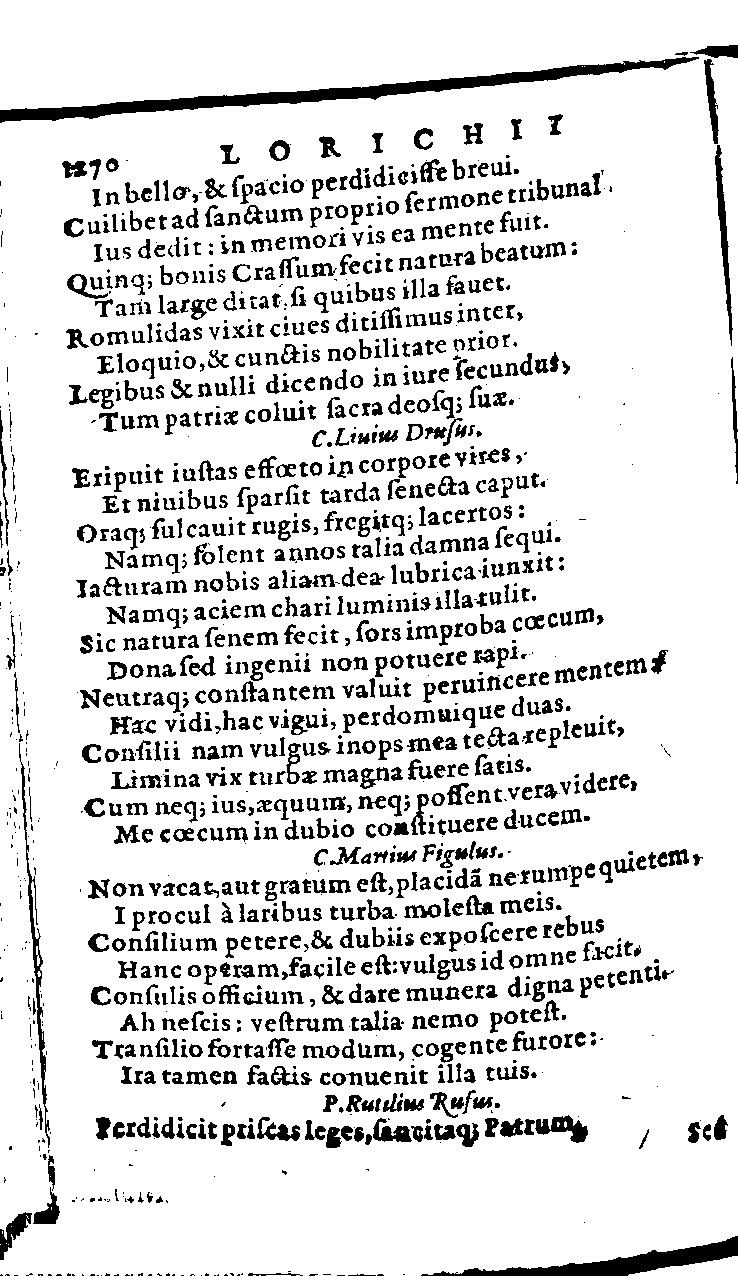 1270 LORICHII
In bello, & ſpacio perdidiciſſe breui.
Cuilibet ad ſanctum proprio ſermone tribunal
Ius dedit: in memori vis ea mente fuit.
Quinq; bonis Craſſum fecit natura beatum:
Tam large ditat, ſi quibus illa fauet.
Romulidas vixit ciues ditiſſimus inter,
Eloquio, & cunctis nobilitate prior.
Legibus & nulli dicendo in iure ſecundus,
Tum patriæ coluit ſacra deoſq; ſuæ.
C. Liuius Druſus.
Eripuit iuſtas effœto in corpore vires,
Et niuibus ſparſit tarda ſenecta caput.
Oraq; ſulcauit rugis, fregitq; lacertos:
Namq; ſolent annos talia damna ſequi.
Iacturam nobis aliam dea lubrica iunxit:
Namq; aciem chari luminis illa tulit.
Sic natura ſenem fecit, ſors improba cœcum,
Dona ſed ingenii non potuere rapi.
Neutraq; conſtantem valuit peruincere mentem:
Hac vidi, hac vigui, perdomuique duas.
Conſilii nam vulgus inops mea tecta repleuit,
Limina vix turbæ magna fuere ſatis.
Cum neq; ius, æquum, neq; poſſent vera videre,
Me cœcum in dubio conſtituere ducem.
C. Martius Figulus.
Non vacat, aut gratum eſt, placidã ne rumpe quietem,
I procul à laribus turba moleſta meis.
Conſilium petere, & dubiis expoſcere rebus
Hanc operam, facile eſt: vulgus id omne facit.
Conſulis officium, & dare munera digna petenti
Ah neſcis: veſtrum talia nemo poteſt.
Tranſilio fortaſſe modum, cogente furore:
Ira tamen factis conuenit illa tuis.
P. Rutilius Rufus.
Perdidicit priſcas leges, ſancitaq; Patrum,
Sed